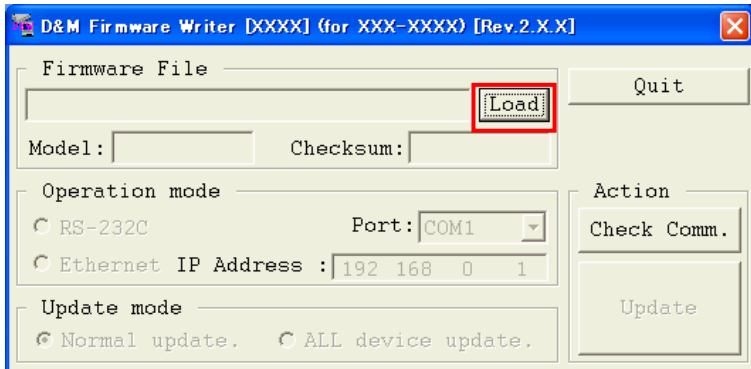 D&M Firmware Writer [XXXX] (for XXX-XXXX) [Rev.2.X.X]
Firmware File
Load
Quit
Model:
Checksum:
Operation mode
Action
RS-232C
Port: COM1
Check Comm.
Ethernet IP Address : 192 168 0 1
Update mode
Update
Normal update.
ALL device update.